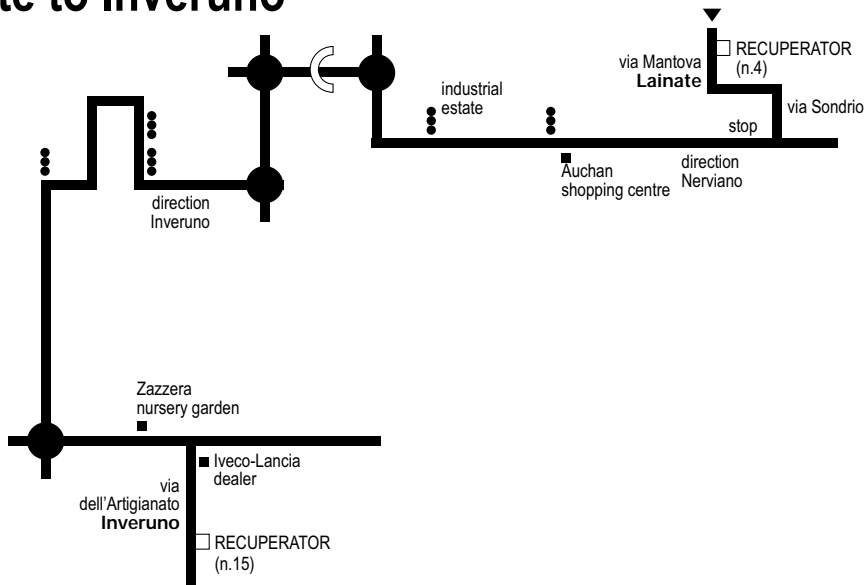 to Inveruno
RECUPERATOR
(n.4)
via Mantova
Lainate
via Sondrio
stop
industrial
estate
Auchan
shopping centre
direction
Nerviano
direction
Inveruno
Zazzera
nursery garden
Iveco-Lancia
dealer
via
dell'Artigianato
Inveruno
RECUPERATOR
(n.15)